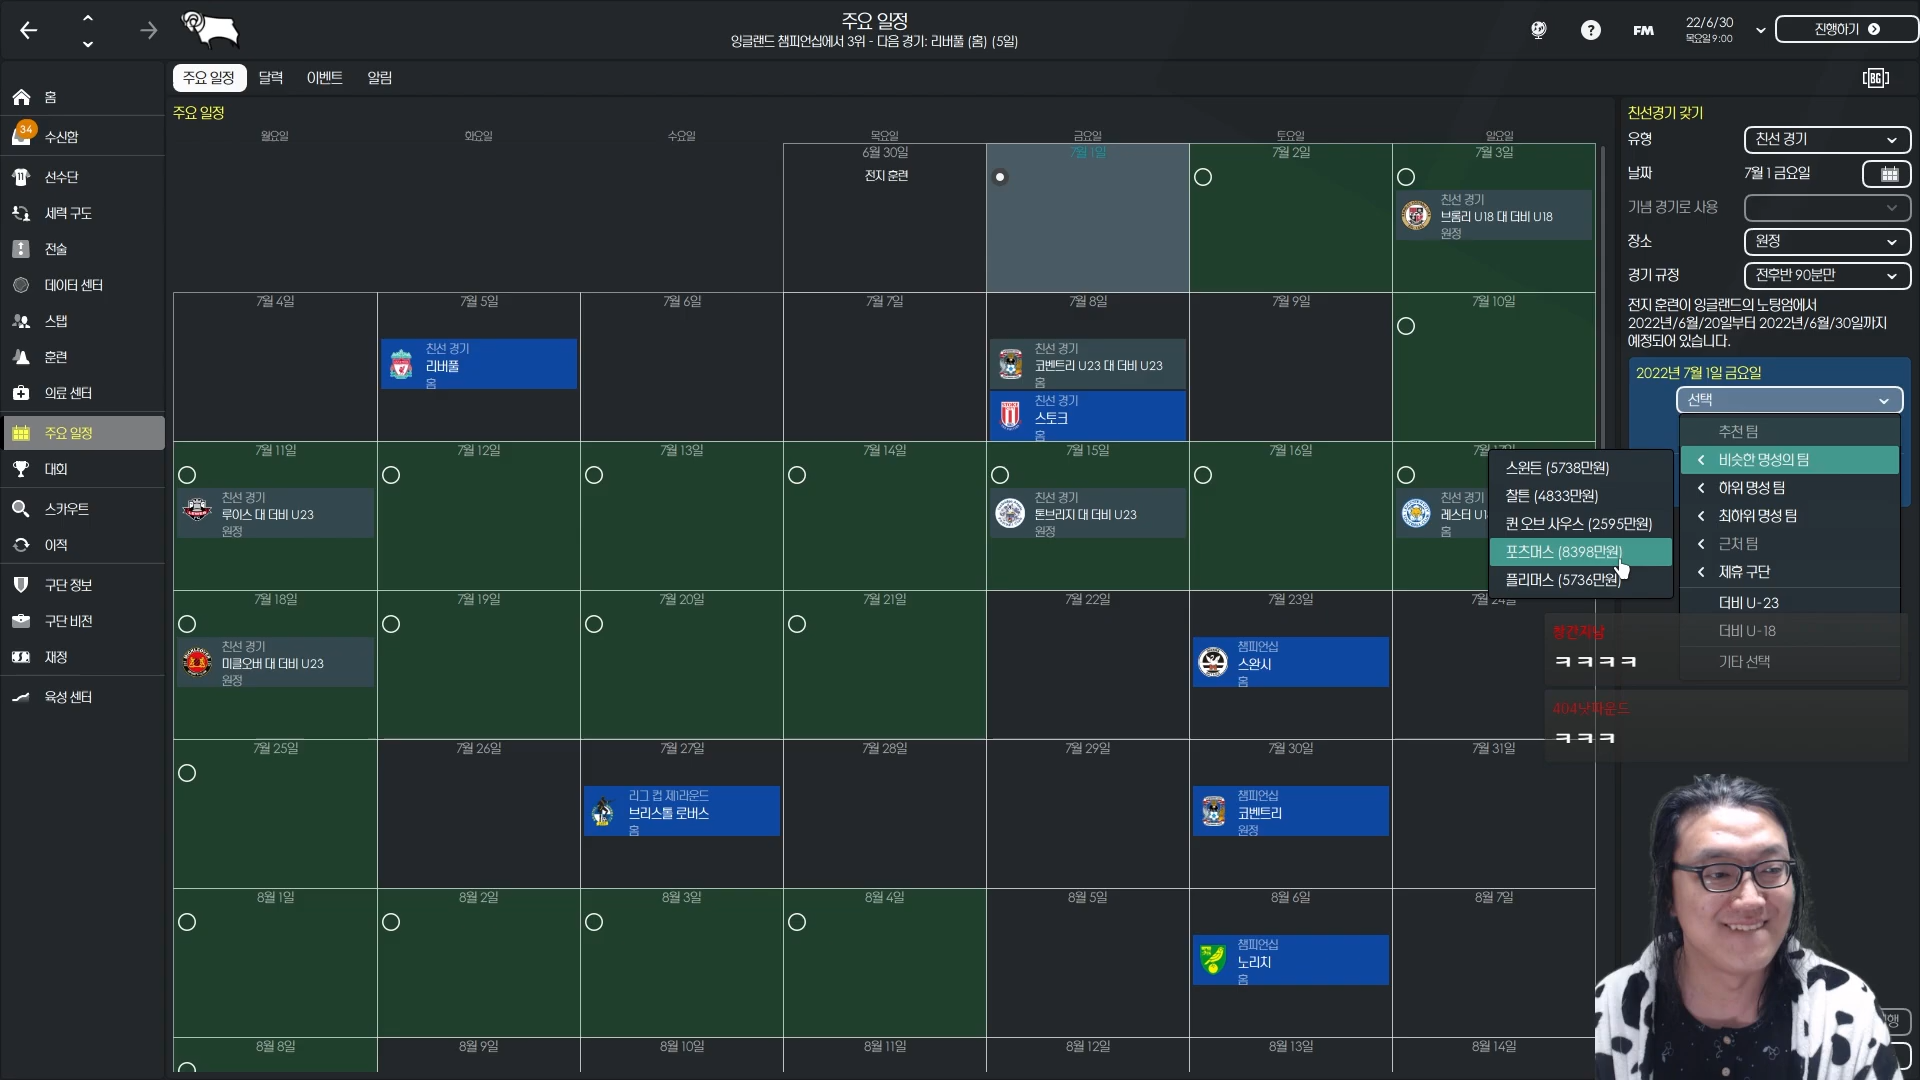 주요 일정
잉글랜드 챔피언십에서 3위 - 다음 경기: 리버풀 (홈) (5일)
FM
22/6/30
목요일 9:00
진행하기
주요 일정
달력
이벤트
알림
BG
홈
34
수신함
선수단
세력 구도
전술
데이터 센터
스탭
훈련
의료 센터
주요 일정
대회
스카우트
이적
구단 정보
구단 비전
재정
육성 센터
주요 일정
월요일
화요일
수요일
목요일
금요일
토요일
일요일
6월 30일
전지 훈련
7월 1일
7월 2일
7월 3일
친선 경기
브롬리 U18 대 더비 U18
원정
7월 4일
7월 5일
친선 경기
리버풀
홈
7월 6일
7월 7일
7월 8일
친선 경기
코벤트리 U23 대 더비 U23
홈
친선 경기
스토크
홈
7월 9일
7월 10일
7월 11일
친선 경기
루이스 대 더비 U23
원정
7월 12일
7월 13일
7월 14일
7월 15일
친선 경기
톤브리지 대 더비 U23
원정
7월 16일
친선 경기
레스터
홈
7월 18일
친선 경기
미클오버 대 더비 U23
원정
7월 19일
7월 20일
7월 21일
7월 22일
7월 23일
챔피언십
스완시
홈
7월 24일
7월 25일
7월 26일
7월 27일
리그 컵 제1라운드
브리스톨 로버스
홈
7월 28일
7월 29일
7월 30일
챔피언십
코벤트리
원정
7월 31일
8월 1일
8월 2일
8월 3일
8월 4일
8월 5일
8월 6일
챔피언십
노리치
홈
8월 7일
8월 8일
8월 9일
8월 10일
8월 11일
8월 12일
8월 13일
8월 14일
친선경기 갖기
유형
친선 경기
날짜
7월 1 금요일
기념 경기로 사용
장소
원정
경기 규정
전후반 90분만
전지 훈련이 잉글랜드의 노팅엄에서
2022년/6월/20일부터 2022년/6월/30일까지
예정되어 있습니다.
2022년 7월 1일 금요일
선택
추천 팀
비슷한 명성의 팀
하위 명성 팀
최하위 명성 팀
근처 팀
제휴 구단
더비 U-23
더비 U-18
기타 선택
스윈튼 (5738만원)
찰튼 (4833만원)
퀸 오브 사우스 (2595만원)
포츠머스 (8398만원)
플리머스 (5736만원)
황건지남
ㅋㅋㅋㅋ
404낫파운드
ㅋㅋㅋ